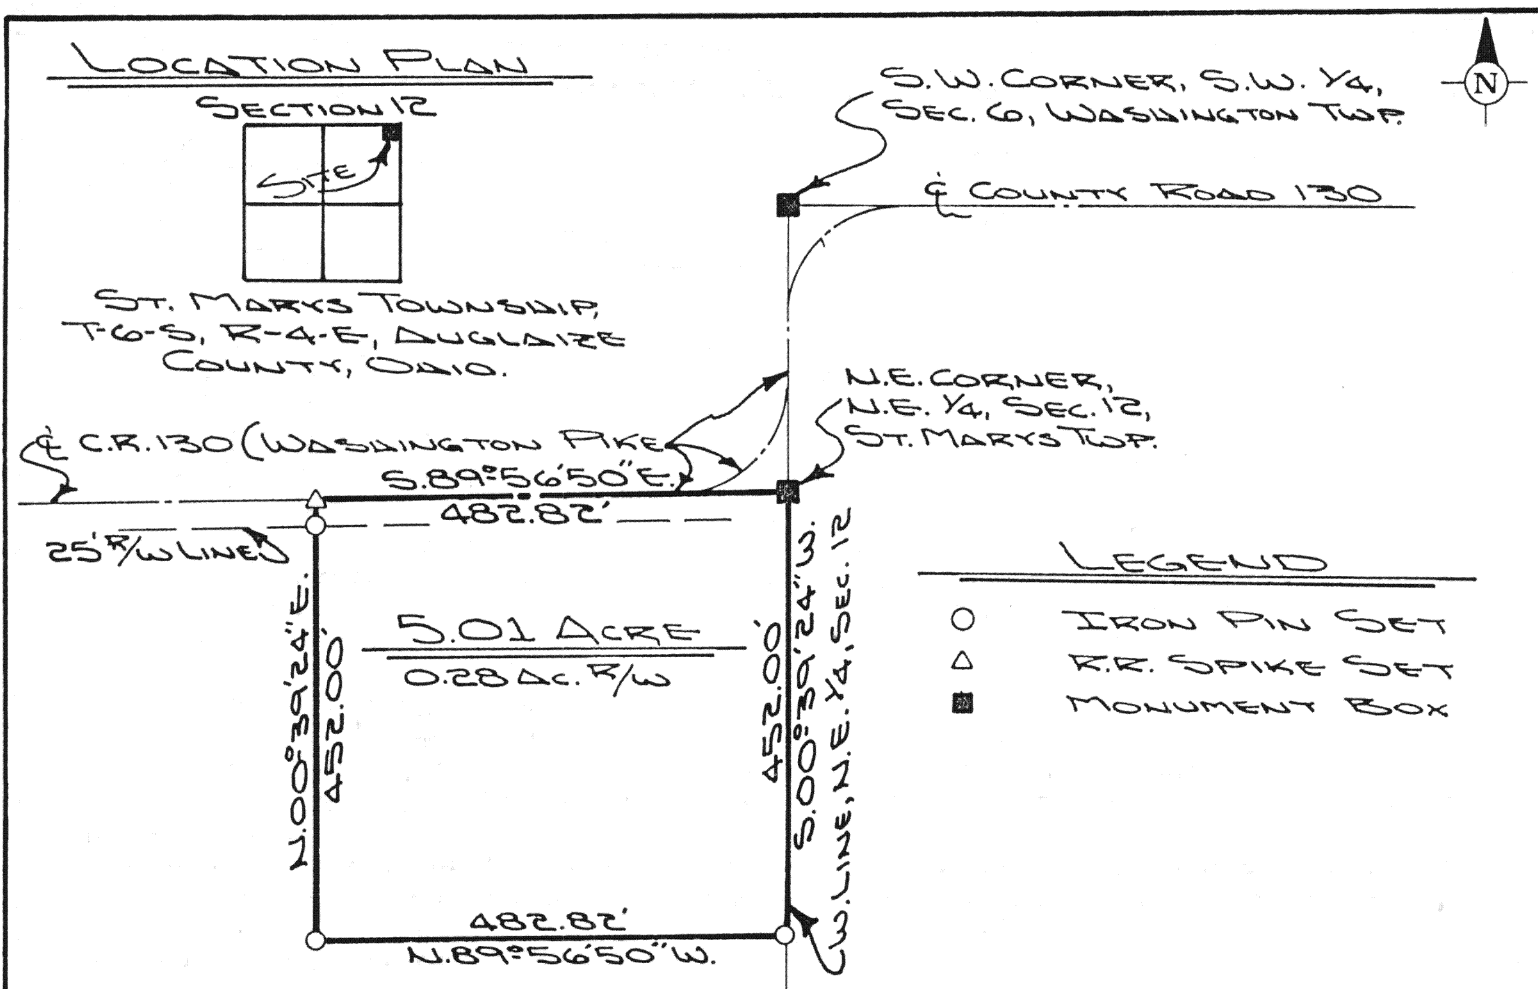 LOCATION PLAN
SECTION 12
SITE
ST. MARYS TOWNSHIP,
T-6-S, R-4-E, AUGLAIZE
COUNTY, OHIO.
S.W. CORNER, S.W. 1/4,
SEC. 6, WASHINGTON TWP.
N
℄ COUNTY ROAD 130
N.E. CORNER,
N.E. 1/4, SEC. 12,
ST. MARYS TWP.
℄ C.R. 130 (WASHINGTON PIKE
S.89°56'50"E.
482.82'
25' R/W LINE
N.00°39'24"E.
452.00'
5.01 ACRE
0.28 AC. R/W
452.00'
S.00°39'24"W.
W. LINE, N.E. 1/4, SEC. 12
482.82'
N.89°56'50"W.
LEGEND
IRON PIN SET
R.R. SPIKE SET
MONUMENT BOX